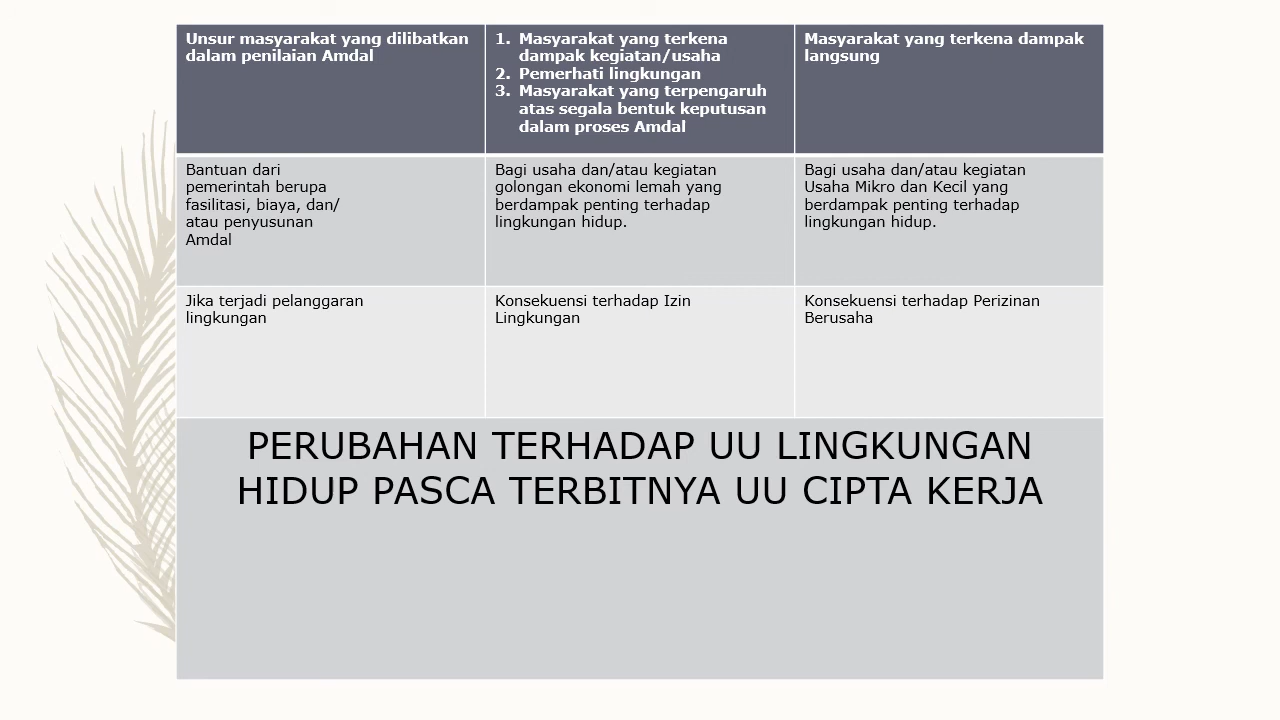 Unsur masyarakat yang dilibatkan
dalam penilaian Amdal
1. Masyarakat yang terkena
dampak kegiatan/usaha
2. Pemerhati lingkungan
3. Masyarakat yang terpengaruh
atas segala bentuk keputusan
dalam proses Amdal
Masyarakat yang terkena dampak
langsung
Bantuan dari
pemerintah berupa
fasilitasi, biaya, dan/
atau penyusunan
Amdal
Bagi usaha dan/atau kegiatan
golongan ekonomi lemah yang
berdampak penting terhadap
lingkungan hidup.
Bagi usaha dan/atau kegiatan
Usaha Mikro dan Kecil yang
berdampak penting terhadap
lingkungan hidup.
Jika terjadi pelanggaran
lingkungan
Konsekuensi terhadap Izin
Lingkungan
Konsekuensi terhadap Perizinan
Berusaha
PERUBAHAN TERHADAP UU LINGKUNGAN
HIDUP PASCA TERBITNYA UU CIPTA KERJA